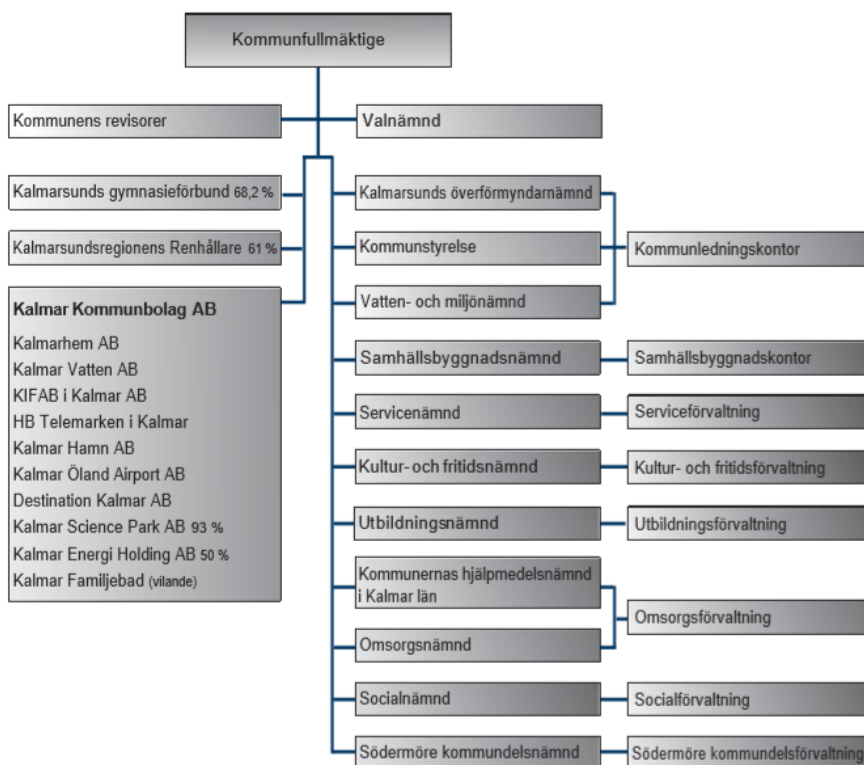 Kommunfullmäktige
Kommunens revisorer
Valnämnd
Kalmarsunds gymnasieförbund 68,2 %
Kalmarsundsregionens Renhållare 61 %
Kalmar Kommunbolag AB
Kalmarhem AB
Kalmar Vatten AB
KIFAB i Kalmar AB
HB Telemarken i Kalmar
Kalmar Hamn AB
Kalmar Öland Airport AB
Destination Kalmar AB
Kalmar Science Park AB 93 %
Kalmar Energi Holding AB 50 %
Kalmar Familjebad (vilande)
Kalmarsunds överförmyndarnämnd
Kommunstyrelse
Vatten- och miljönämnd
Kommunledningskontor
Samhällsbyggnadsnämnd
Samhällsbyggnadskontor
Servicenämnd
Serviceförvaltning
Kultur- och fritidsnämnd
Kultur- och fritidsförvaltning
Utbildningsnämnd
Utbildningsförvaltning
Kommunernas hjälpmedelsnämnd
i Kalmar län
Omsorgsnämnd
Omsorgsförvaltning
Socialnämnd
Socialförvaltning
Södermöre kommundelsnämnd
Södermöre kommundelsförvaltning